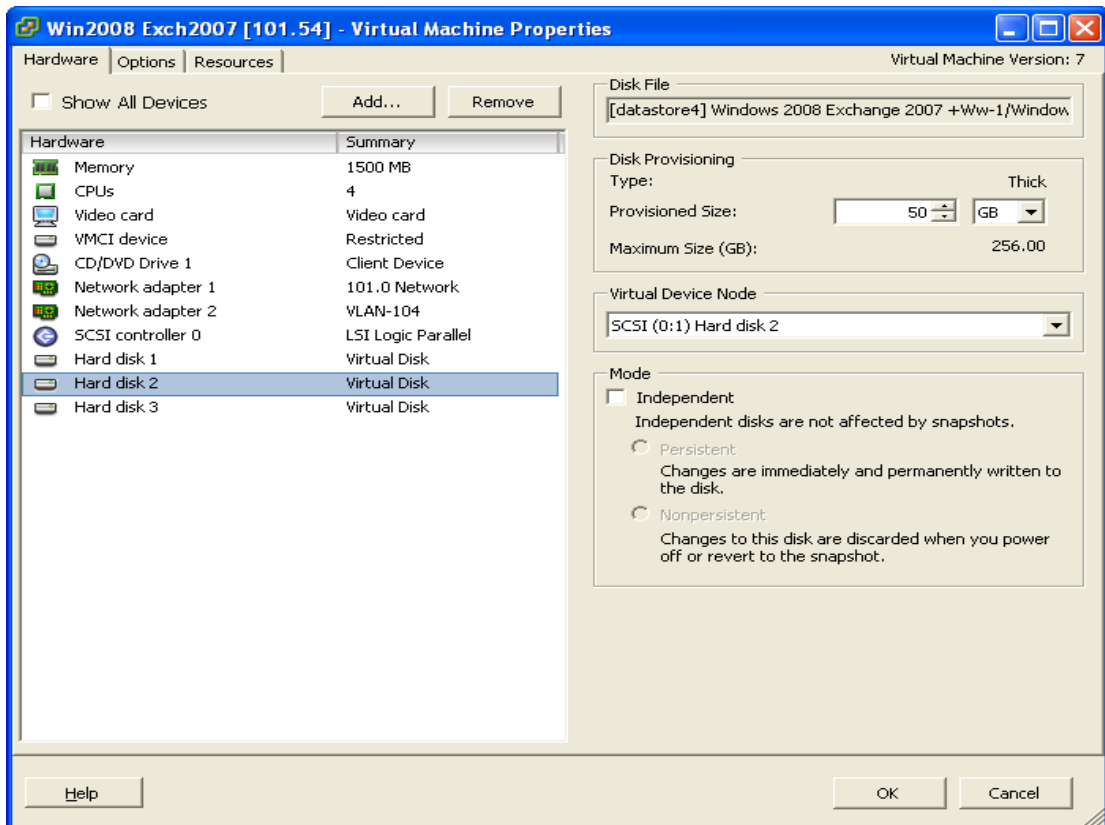 Win2008 Exch2007 [101.54] - Virtual Machine Properties
Hardware Options Resources Virtual Machine Version: 7
Show All Devices Add... Remove
Hardware Summary
Memory 1500 MB
CPUs 4
Video card Video card
VMCI device Restricted
CD/DVD Drive 1 Client Device
Network adapter 1 101.0 Network
Network adapter 2 VLAN-104
SCSI controller 0 LSI Logic Parallel
Hard disk 1 Virtual Disk
Hard disk 2 Virtual Disk
Hard disk 3 Virtual Disk
Disk File
[datastore4] Windows 2008 Exchange 2007 +Ww-1/Window
Disk Provisioning
Type: Thick
Provisioned Size: 50 GB
Maximum Size (GB): 256.00
Virtual Device Node
SCSI (0:1) Hard disk 2
Mode
Independent
Independent disks are not affected by snapshots.
Persistent
Changes are immediately and permanently written to
the disk.
Nonpersistent
Changes to this disk are discarded when you power
off or revert to the snapshot.
Help OK Cancel